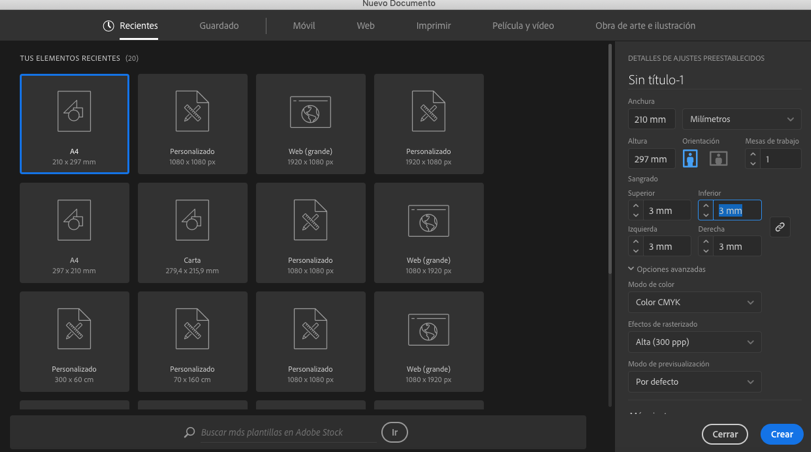 Nuevo Documento
Recientes
Guardado
Móvil
Web
Imprimir
Película y vídeo
Obra de arte e ilustración
TUS ELEMENTOS RECIENTES (20)
A4
210 x 297 mm
Personalizado
1080 x 1080 px
Web (grande)
1920 x 1080 px
Personalizado
1920 x 1080 px
A4
297 x 210 mm
Carta
279,4 x 215,9 mm
Personalizado
1080 x 1080 px
Web (grande)
1080 x 1920 px
Personalizado
300 x 60 cm
Personalizado
70 x 160 cm
Personalizado
1080 x 1080 px
Web (grande)
1080 x 1920 px
Buscar más plantillas en Adobe Stock
Ir
DETALLES DE AJUSTES PREESTABLECIDOS
Sin título-1
Anchura
210 mm Milímetros
Altura Orientación Mesas de trabajo
297 mm 1
Sangrado
Superior Inferior
3 mm 3 mm
Izquierda Derecha
3 mm 3 mm
Opciones avanzadas
Modo de color
Color CMYK
Efectos de rasterizado
Alta (300 ppp)
Modo de previsualización
Por defecto
Cerrar Crear